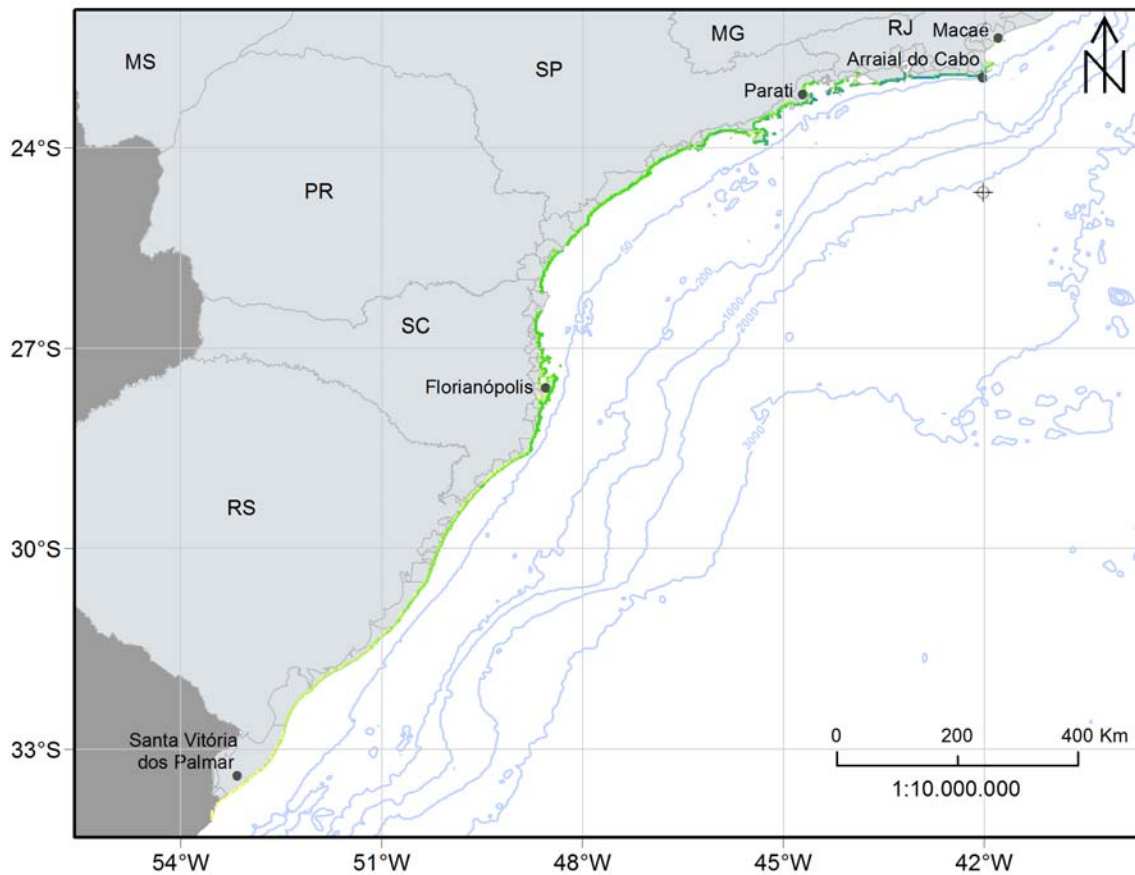 MG
RJ
Macaé
N
MS
SP
Arraial do Cabo
Parati
24°S
PR
50
200
1000
2000
27°S
SC
Florianópolis
3000
RS
30°S
Santa Vitória
dos Palmar
33°S
0 200 400 Km
1:10.000.000
54°W 51°W 48°W 45°W 42°W